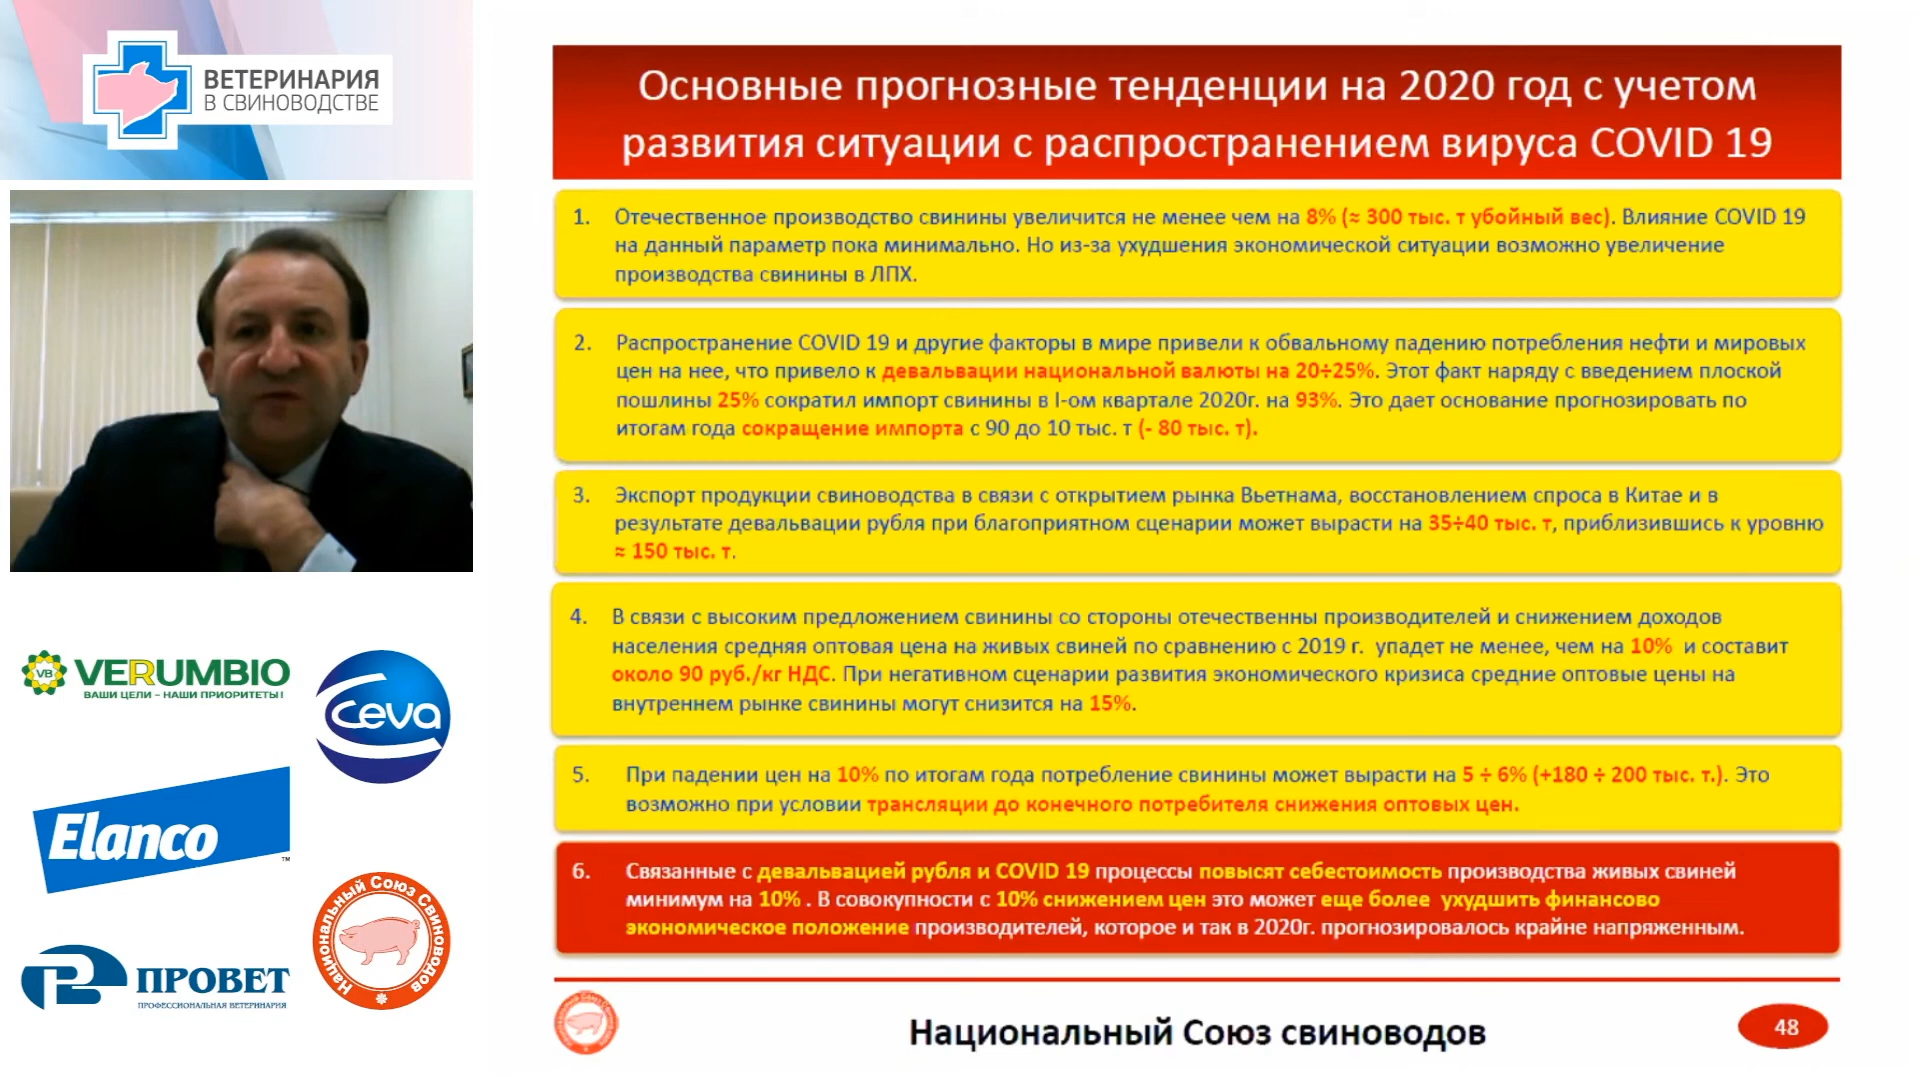 ВЕТЕРИНАРИЯ
В СВИНОВОДСТВЕ
Основные прогнозные тенденции на 2020 год с учетом
развития ситуации с распространением вируса COVID 19
1. Отечественное производство свинины увеличится не менее чем на 8% (≈ 300 тыс. т убойный вес). Влияние COVID 19
на данный параметр пока минимально. Но из-за ухудшения экономической ситуации возможно увеличение
производства свинины в ЛПХ.
2. Распространение COVID 19 и другие факторы в мире привели к обвальному падению потребления нефти и мировых
цен на нее, что привело к девальвации национальной валюты на 20÷25%. Этот факт наряду с введением плоской
пошлины 25% сократил импорт свинины в I-ом квартале 2020г. на 93%. Это дает основание прогнозировать по
итогам года сокращение импорта с 90 до 10 тыс. т (- 80 тыс. т).
3. Экспорт продукции свиноводства в связи с открытием рынка Вьетнама, восстановлением спроса в Китае и в
результате девальвации рубля при благоприятном сценарии может вырасти на 35÷40 тыс. т, приблизившись к уровню
≈ 150 тыс. т.
4. В связи с высоким предложением свинины со стороны отечественны производителей и снижением доходов
населения средняя оптовая цена на живых свиней по сравнению с 2019 г. упадет не менее, чем на 10% и составит
около 90 руб./кг НДС. При негативном сценарии развития экономического кризиса средние оптовые цены на
внутреннем рынке свинины могут снизится на 15%.
5. При падении цен на 10% по итогам года потребление свинины может вырасти на 5 ÷ 6% (+180 ÷ 200 тыс. т.). Это
возможно при условии трансляции до конечного потребителя снижения оптовых цен.
6. Связанные с девальвацией рубля и COVID 19 процессы повысят себестоимость производства живых свиней
минимум на 10% . В совокупности с 10% снижением цен это может еще более ухудшить финансово
экономическое положение производителей, которое и так в 2020г. прогнозировалось крайне напряженным.
Национальный Союз свиноводов
48
VB VERUMBIO
ВАШИ ЦЕЛИ – НАШИ ПРИОРИТЕТЫ!
Ceva
Elanco
™
Национальный Союз Свиноводов
ПРОВЕТ
ПРОФЕССИОНАЛЬНАЯ ВЕТЕРИНАРИЯ